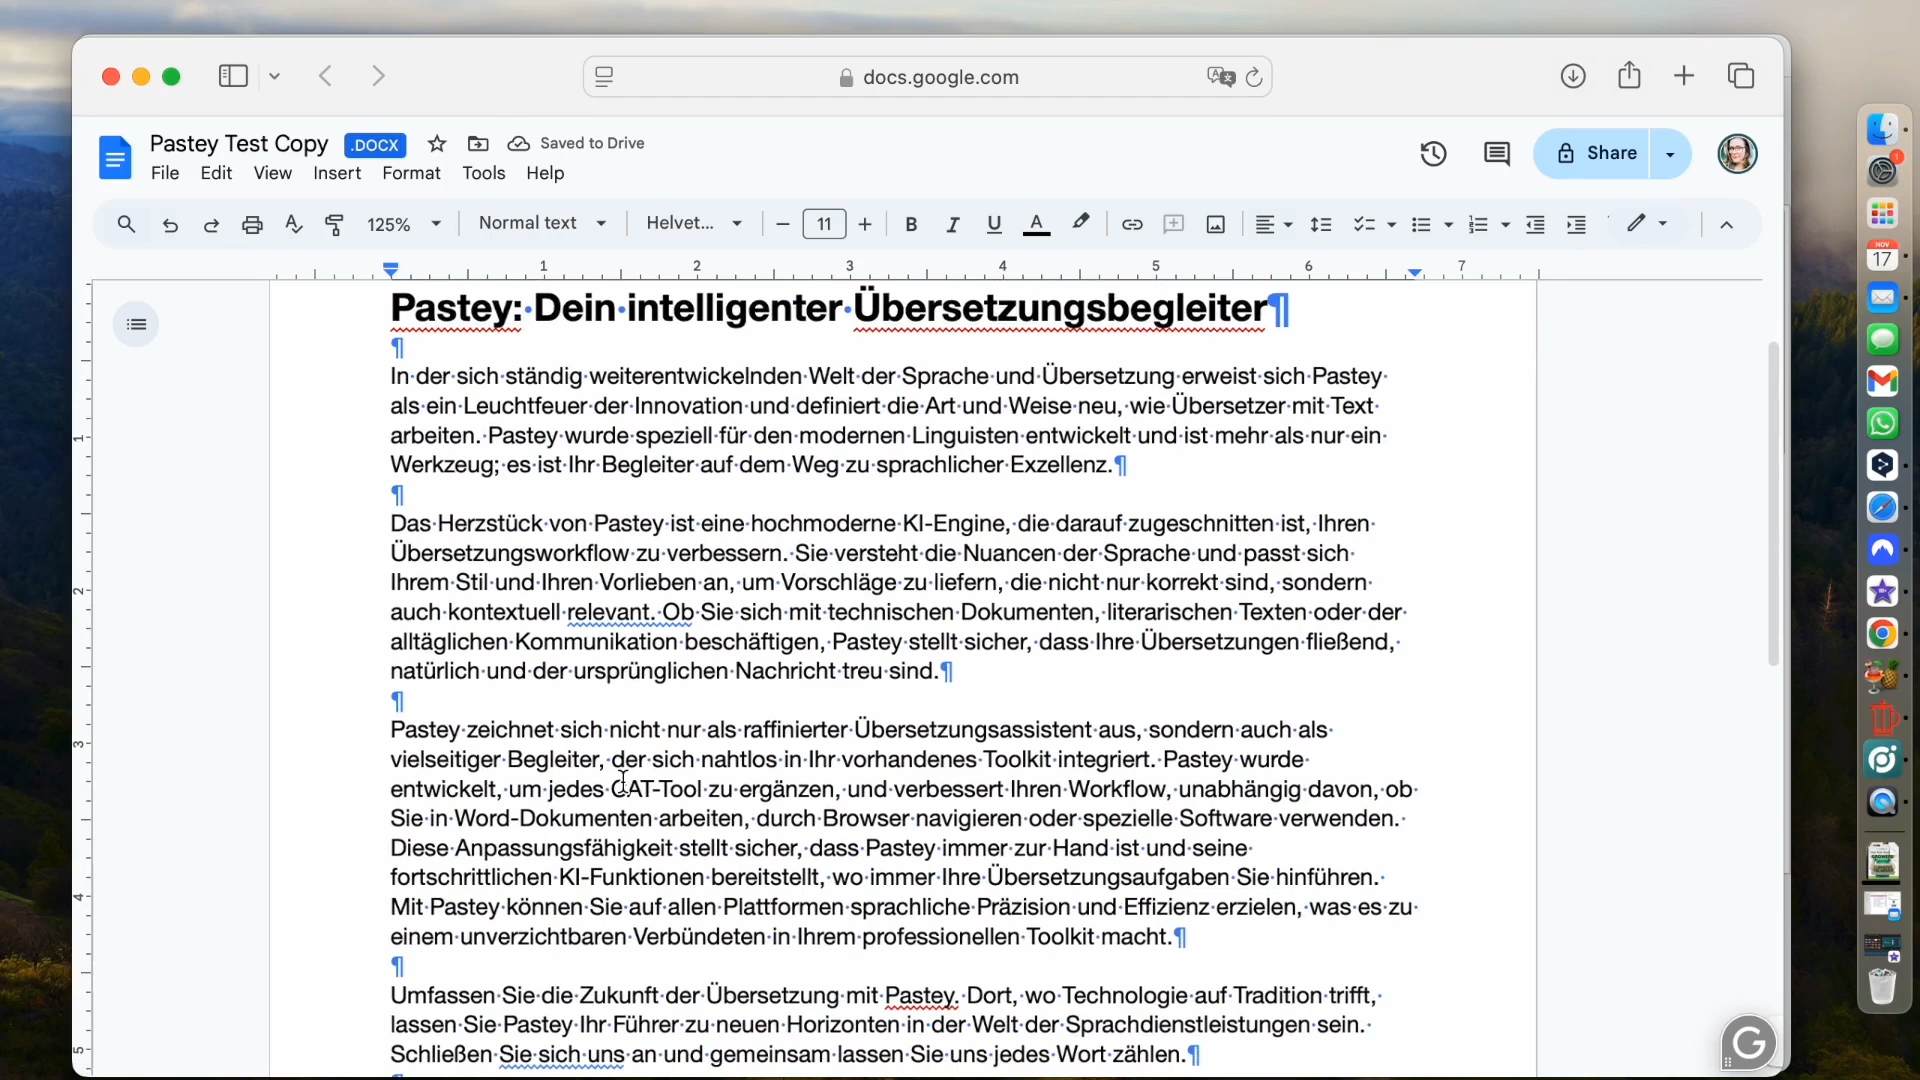 docs.google.com
Pastey Test Copy .DOCX Saved to Drive
File Edit View Insert Format Tools Help
Share
125% Normal text Helvet... 11 B I U A
1 2 3 4 5 6 7
Pastey: Dein intelligenter Übersetzungsbegleiter¶
¶
In der sich ständig weiterentwickelnden Welt der Sprache und Übersetzung erweist sich Pastey
als ein Leuchtfeuer der Innovation und definiert die Art und Weise neu, wie Übersetzer mit Text
arbeiten. Pastey wurde speziell für den modernen Linguisten entwickelt und ist mehr als nur ein
Werkzeug; es ist Ihr Begleiter auf dem Weg zu sprachlicher Exzellenz.¶
¶
Das Herzstück von Pastey ist eine hochmoderne KI-Engine, die darauf zugeschnitten ist, Ihren
Übersetzungsworkflow zu verbessern. Sie versteht die Nuancen der Sprache und passt sich
Ihrem Stil und Ihren Vorlieben an, um Vorschläge zu liefern, die nicht nur korrekt sind, sondern
auch kontextuell relevant. Ob Sie sich mit technischen Dokumenten, literarischen Texten oder der
alltäglichen Kommunikation beschäftigen, Pastey stellt sicher, dass Ihre Übersetzungen fließend,
natürlich und der ursprünglichen Nachricht treu sind.¶
¶
Pastey zeichnet sich nicht nur als raffinierter Übersetzungsassistent aus, sondern auch als
vielseitiger Begleiter, der sich nahtlos in Ihr vorhandenes Toolkit integriert. Pastey wurde
entwickelt, um jedes CAT-Tool zu ergänzen, und verbessert Ihren Workflow, unabhängig davon, ob
Sie in Word-Dokumenten arbeiten, durch Browser navigieren oder spezielle Software verwenden.
Diese Anpassungsfähigkeit stellt sicher, dass Pastey immer zur Hand ist und seine
fortschrittlichen KI-Funktionen bereitstellt, wo immer Ihre Übersetzungsaufgaben Sie hinführen.
Mit Pastey können Sie auf allen Plattformen sprachliche Präzision und Effizienz erzielen, was es zu
einem unverzichtbaren Verbündeten in Ihrem professionellen Toolkit macht.¶
¶
Umfassen Sie die Zukunft der Übersetzung mit Pastey. Dort, wo Technologie auf Tradition trifft,
lassen Sie Pastey Ihr Führer zu neuen Horizonten in der Welt der Sprachdienstleistungen sein.
Schließen Sie sich uns an und gemeinsam lassen Sie uns jedes Wort zählen.¶
1
2
3
4
5
NOV
17
1